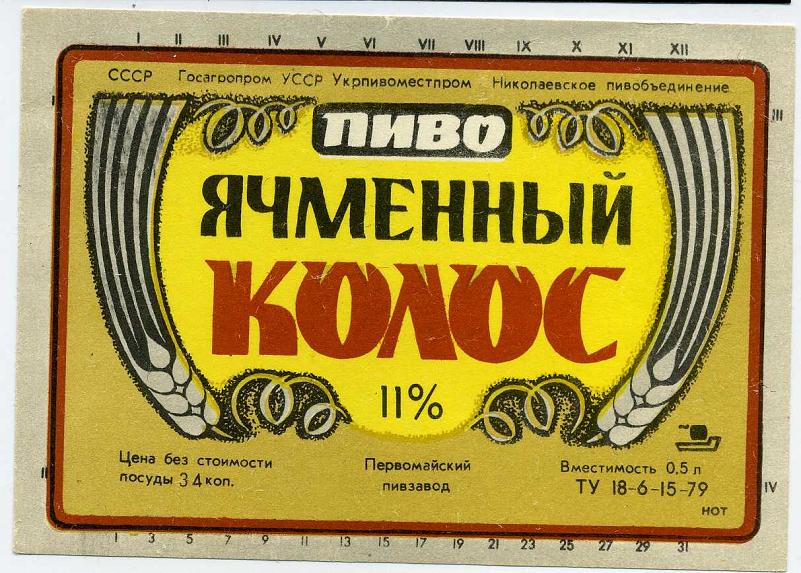 I II III IV V VI VII VIII IX X XI XII
СССР Госагропром УССР Укрпивоместпром Николаевское пивобъединение
I
III
ПИВО
ЯЧМЕННЫЙ
КОЛОС
11%
Цена без стоимости
посуды 34 коп.
Первомайский
пивзавод
Вместимость 0,5 л
ТУ 18-6-15-79
НОТ
II
IV
1 3 5 7 9 11 13 15 17 19 21 23 25 27 29 31